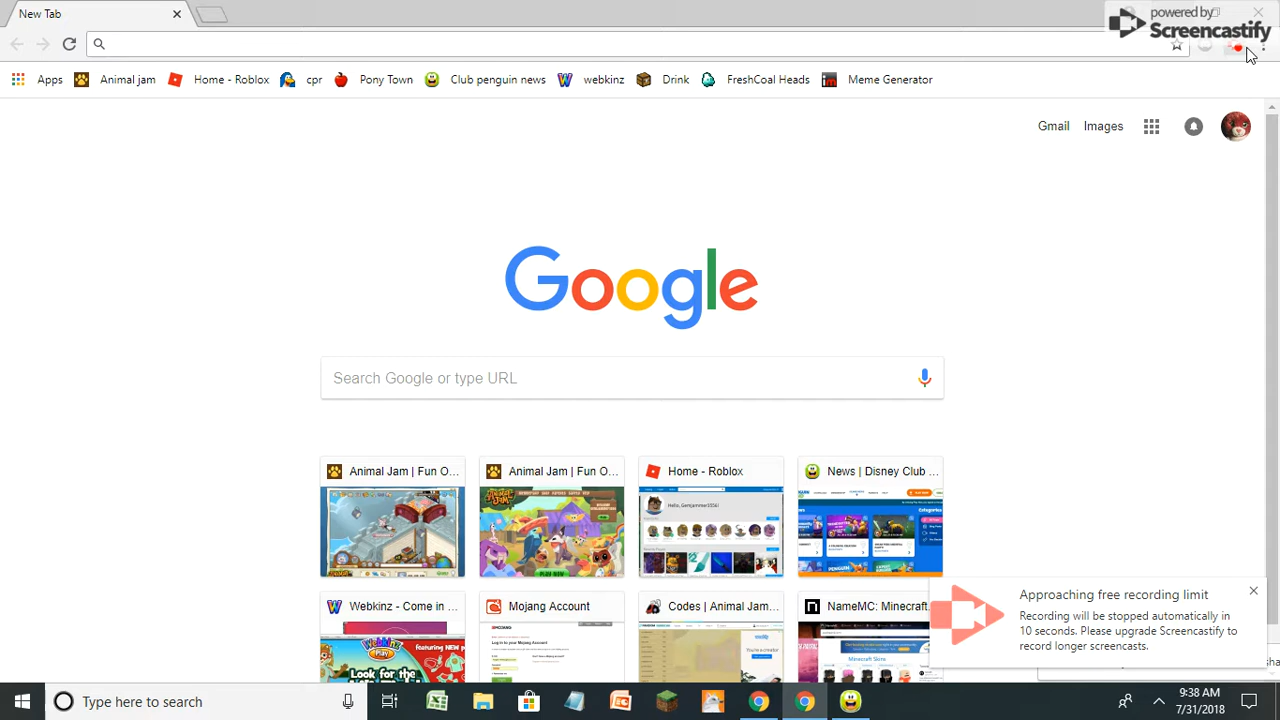 New Tab
powered by
Screencastify
Apps
Animal jam
Home - Roblox
cpr
Pony Town
Club penguin news
webkinz
Drink
FreshCoal Heads
Meme Generator
Gmail
Images
Google
Search Google or type URL
Animal Jam | Fun O...
Animal Jam | Fun O...
Home - Roblox
News | Disney Club ...
Webkinz - Come in ...
Mojang Account
Codes | Animal Jam...
NameMC: Minecraft
Approaching free recording limit
Recording will be stopped automatically in
10 seconds. Please upgrade Screencastify to
record longer screencasts.
Type here to search
9:38 AM
7/31/2018